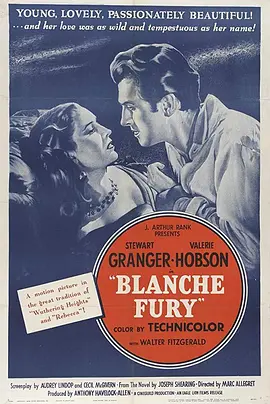 YOUNG, LOVELY, PASSIONATELY BEAUTIFUL!
...and her love was as wild and tempestuous as her name!
J. ARTHUR RANK
PRESENTS
STEWART VALERIE
GRANGER · HOBSON
in
"BLANCHE
FURY"
COLOR BY TECHNICOLOR
WITH WALTER FITZGERALD
A motion picture in
the great tradition of
"Wuthering Heights"
and "Rebecca"!
Screenplay by AUDREY LINDOP and CECIL McGIVERN · From The Novel by JOSEPH SHEARING · Directed by MARC ALLEGRET
Produced by ANTHONY HAVELOCK-ALLEN · A CINEGUILD PRODUCTION · AN EAGLE LION FILMS RELEASE